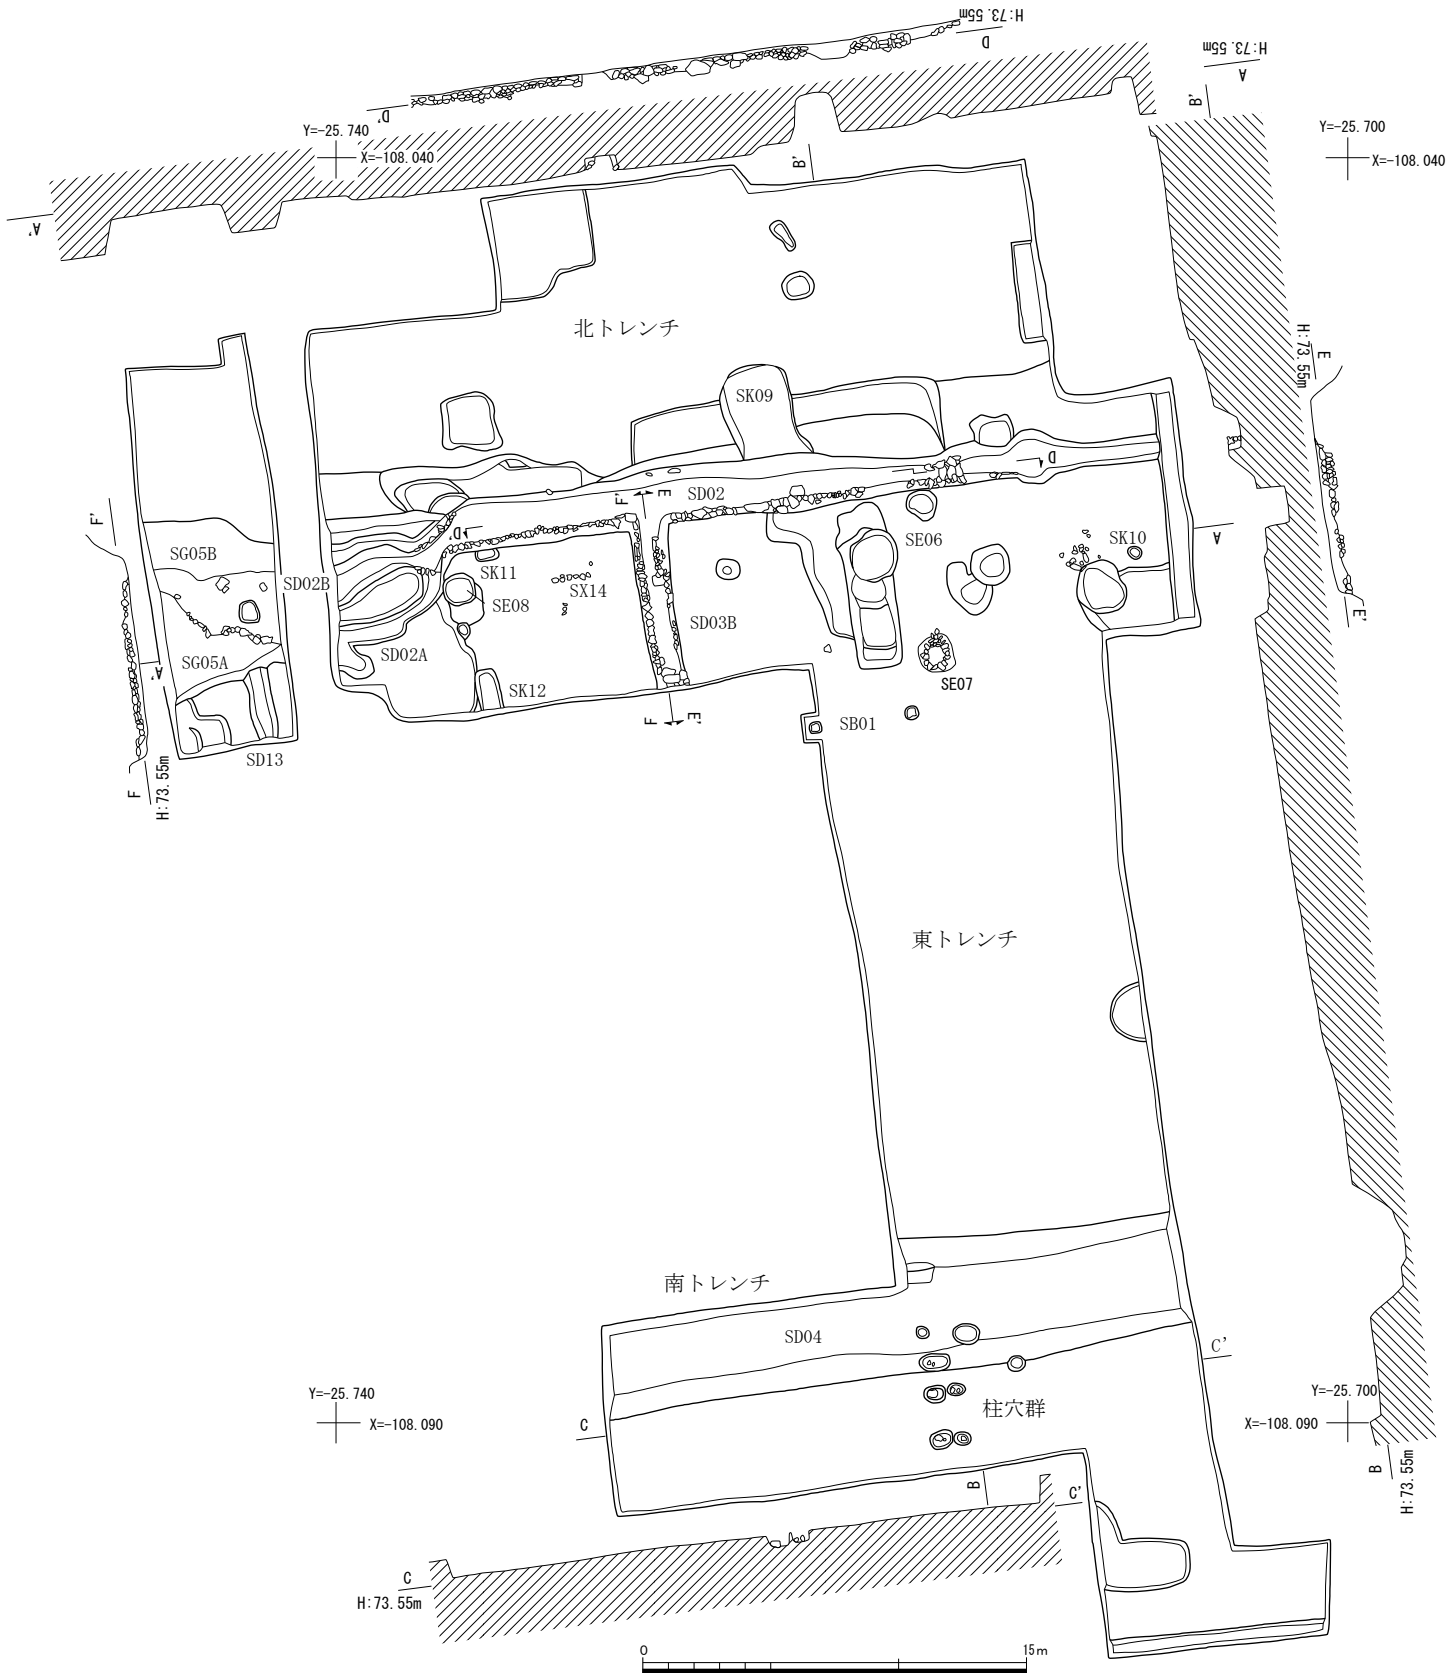 H:73.55m
D
H:73.55m
A
D'
B'
Y=-25.740
X=-108.040
B'
Y=-25.700
X=-108.040
A'
北トレンチ
H:73.55m
E
SK09
D
F'
E
SD02
F'
D'
A
SG05B
SD02B
SK11
SX14
SE06
SK10
SE08
SD03B
E'
SG05A
A'
SD02A
SK12
SE07
F
E'
SB01
SD13
F
H:73.55m
東トレンチ
南トレンチ
SD04
C'
Y=-25.740
X=-108.090
C
柱穴群
Y=-25.700
X=-108.090
B
H:73.55m
B
C'
C
H:73.55m
0
15m